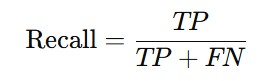 Recall = TP / (TP + FN)